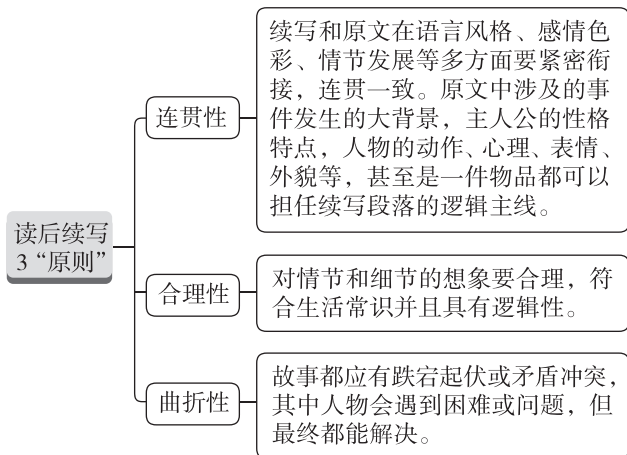 读后续写
3“原则”
连贯性
续写和原文在语言风格、感情色
彩、情节发展等多方面要紧密衔
接，连贯一致。原文中涉及的事
件发生的大背景，主人公的性格
特点，人物的动作、心理、表情、
外貌等，甚至是一件物品都可以
担任续写段落的逻辑主线。
合理性
对情节和细节的想象要合理，符
合生活常识并且具有逻辑性。
曲折性
故事都应有跌宕起伏或矛盾冲突，
其中人物会遇到困难或问题，但
最终都能解决。